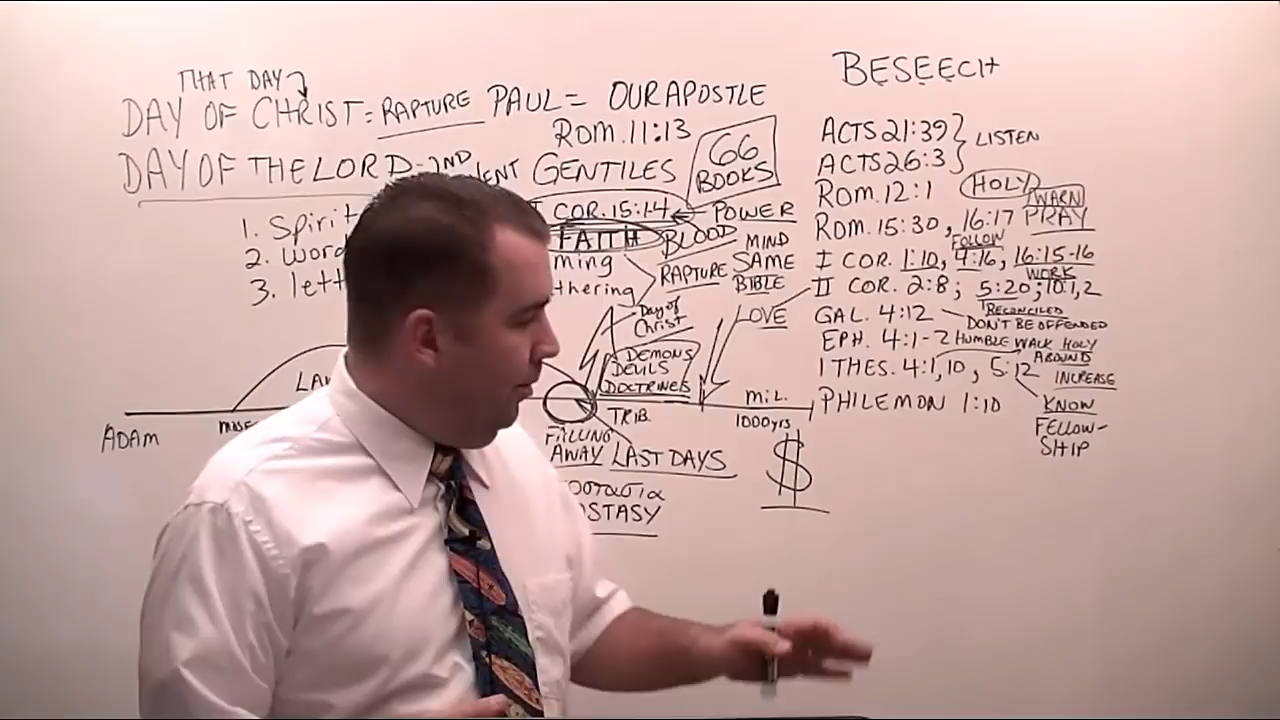 THAT DAY
DAY OF CHRIST = RAPTURE
DAY OF THE LORD - 2ND
1. Spirit
2. word
3. lett
PAUL = OUR APOSTLE
ROM. 11:13
GENTILES
66
BOOKS
I COR. 15:1-4
POWER
FAITH
BLOOD
ming
thering
RAPTURE
MIND
SAME
BIBLE
Day of
Christ
LOVE
DEMONS
DEVILS
DOCTRINES
LA
ADAM
TRIB.
mil.
1000yrs
FALLING
AWAY
LAST DAYS
STASY
$
BESEECH
ACTS 21:39
ACTS 26:3
LISTEN
ROM. 12:1
HOLY
WARN
ROM. 15:30, 16:17 PRAY
FOLLOW
I COR. 1:10, 4:16, 16:15-16
WORK
II COR. 2:8; 5:20; 10:1,2
RECONCILED
GAL. 4:12
DON'T BE OFFENDED
EPH. 4:1-2 HUMBLE WALK HOLY
ABOUND
1 THES. 4:1,10, 5:12
INCREASE
PHILEMON 1:10
KNOW
FELLOW-
SHIP